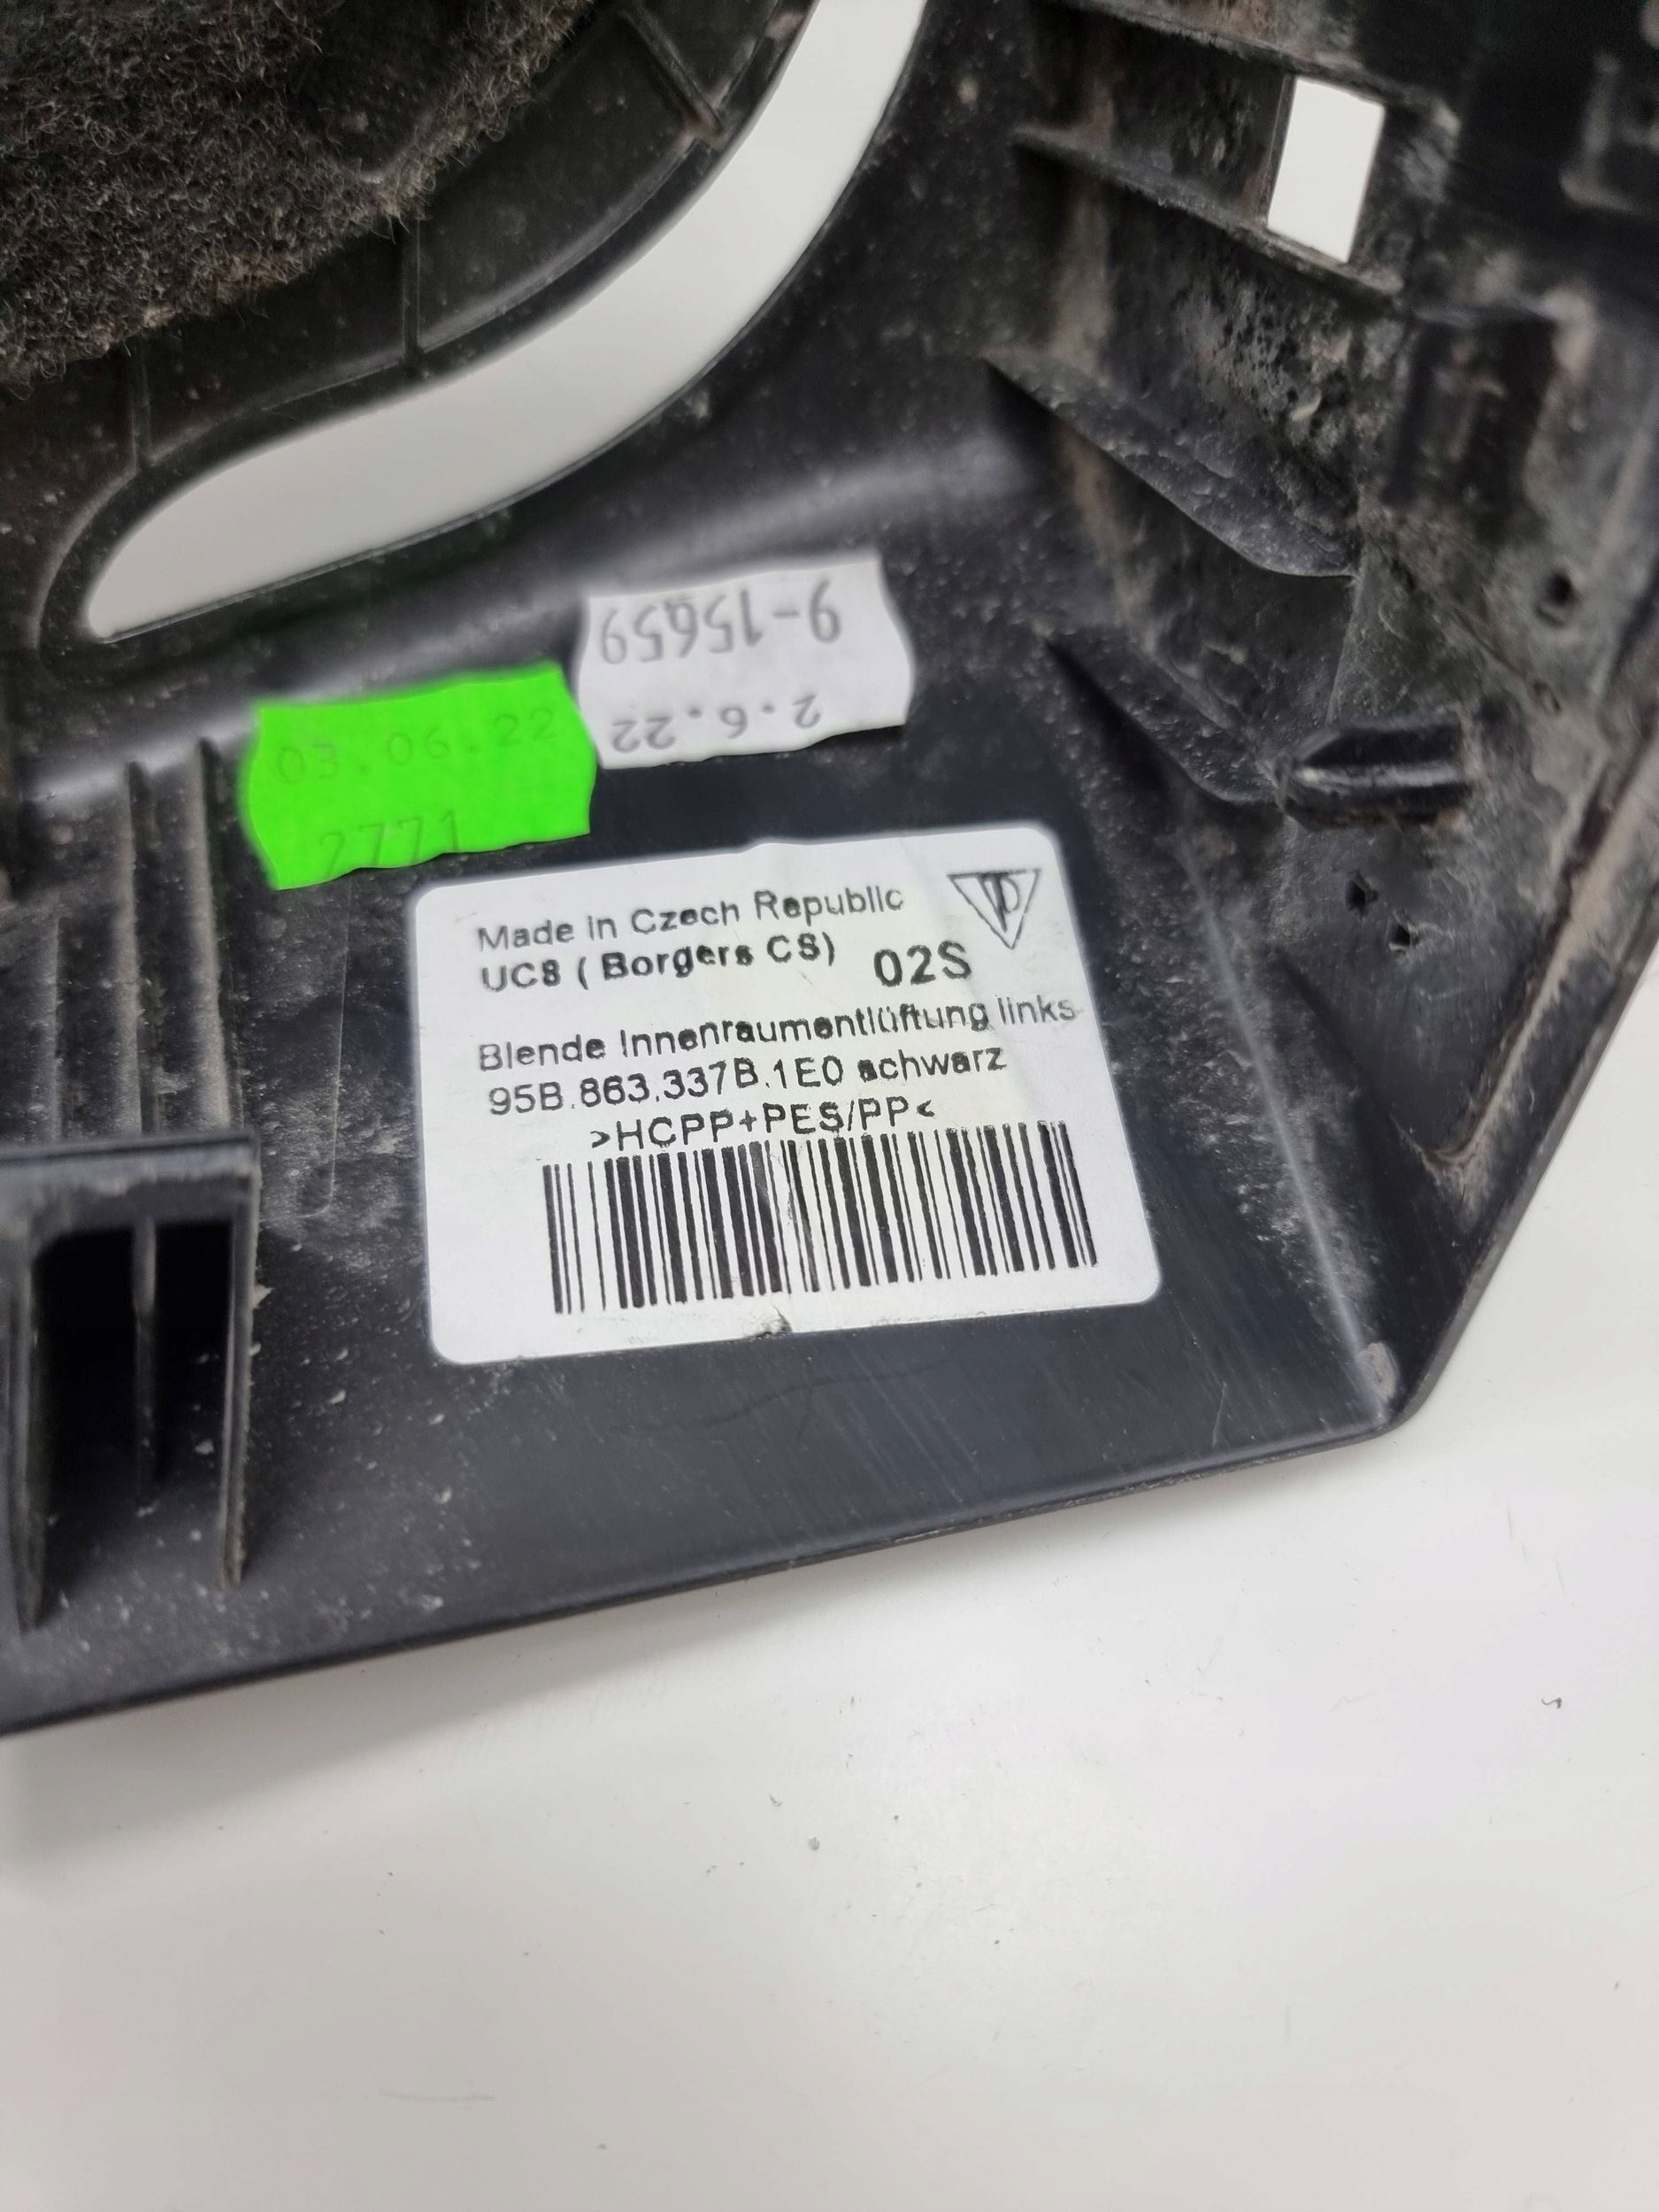 9-15659
2.6.22
03.06.22
2771
Made in Czech Republic
UC8 ( Borgers CS)
02S
Blende Innenraumentlüftung links
95B.863.337B.1E0 schwarz
>HCPP+PES/PP<